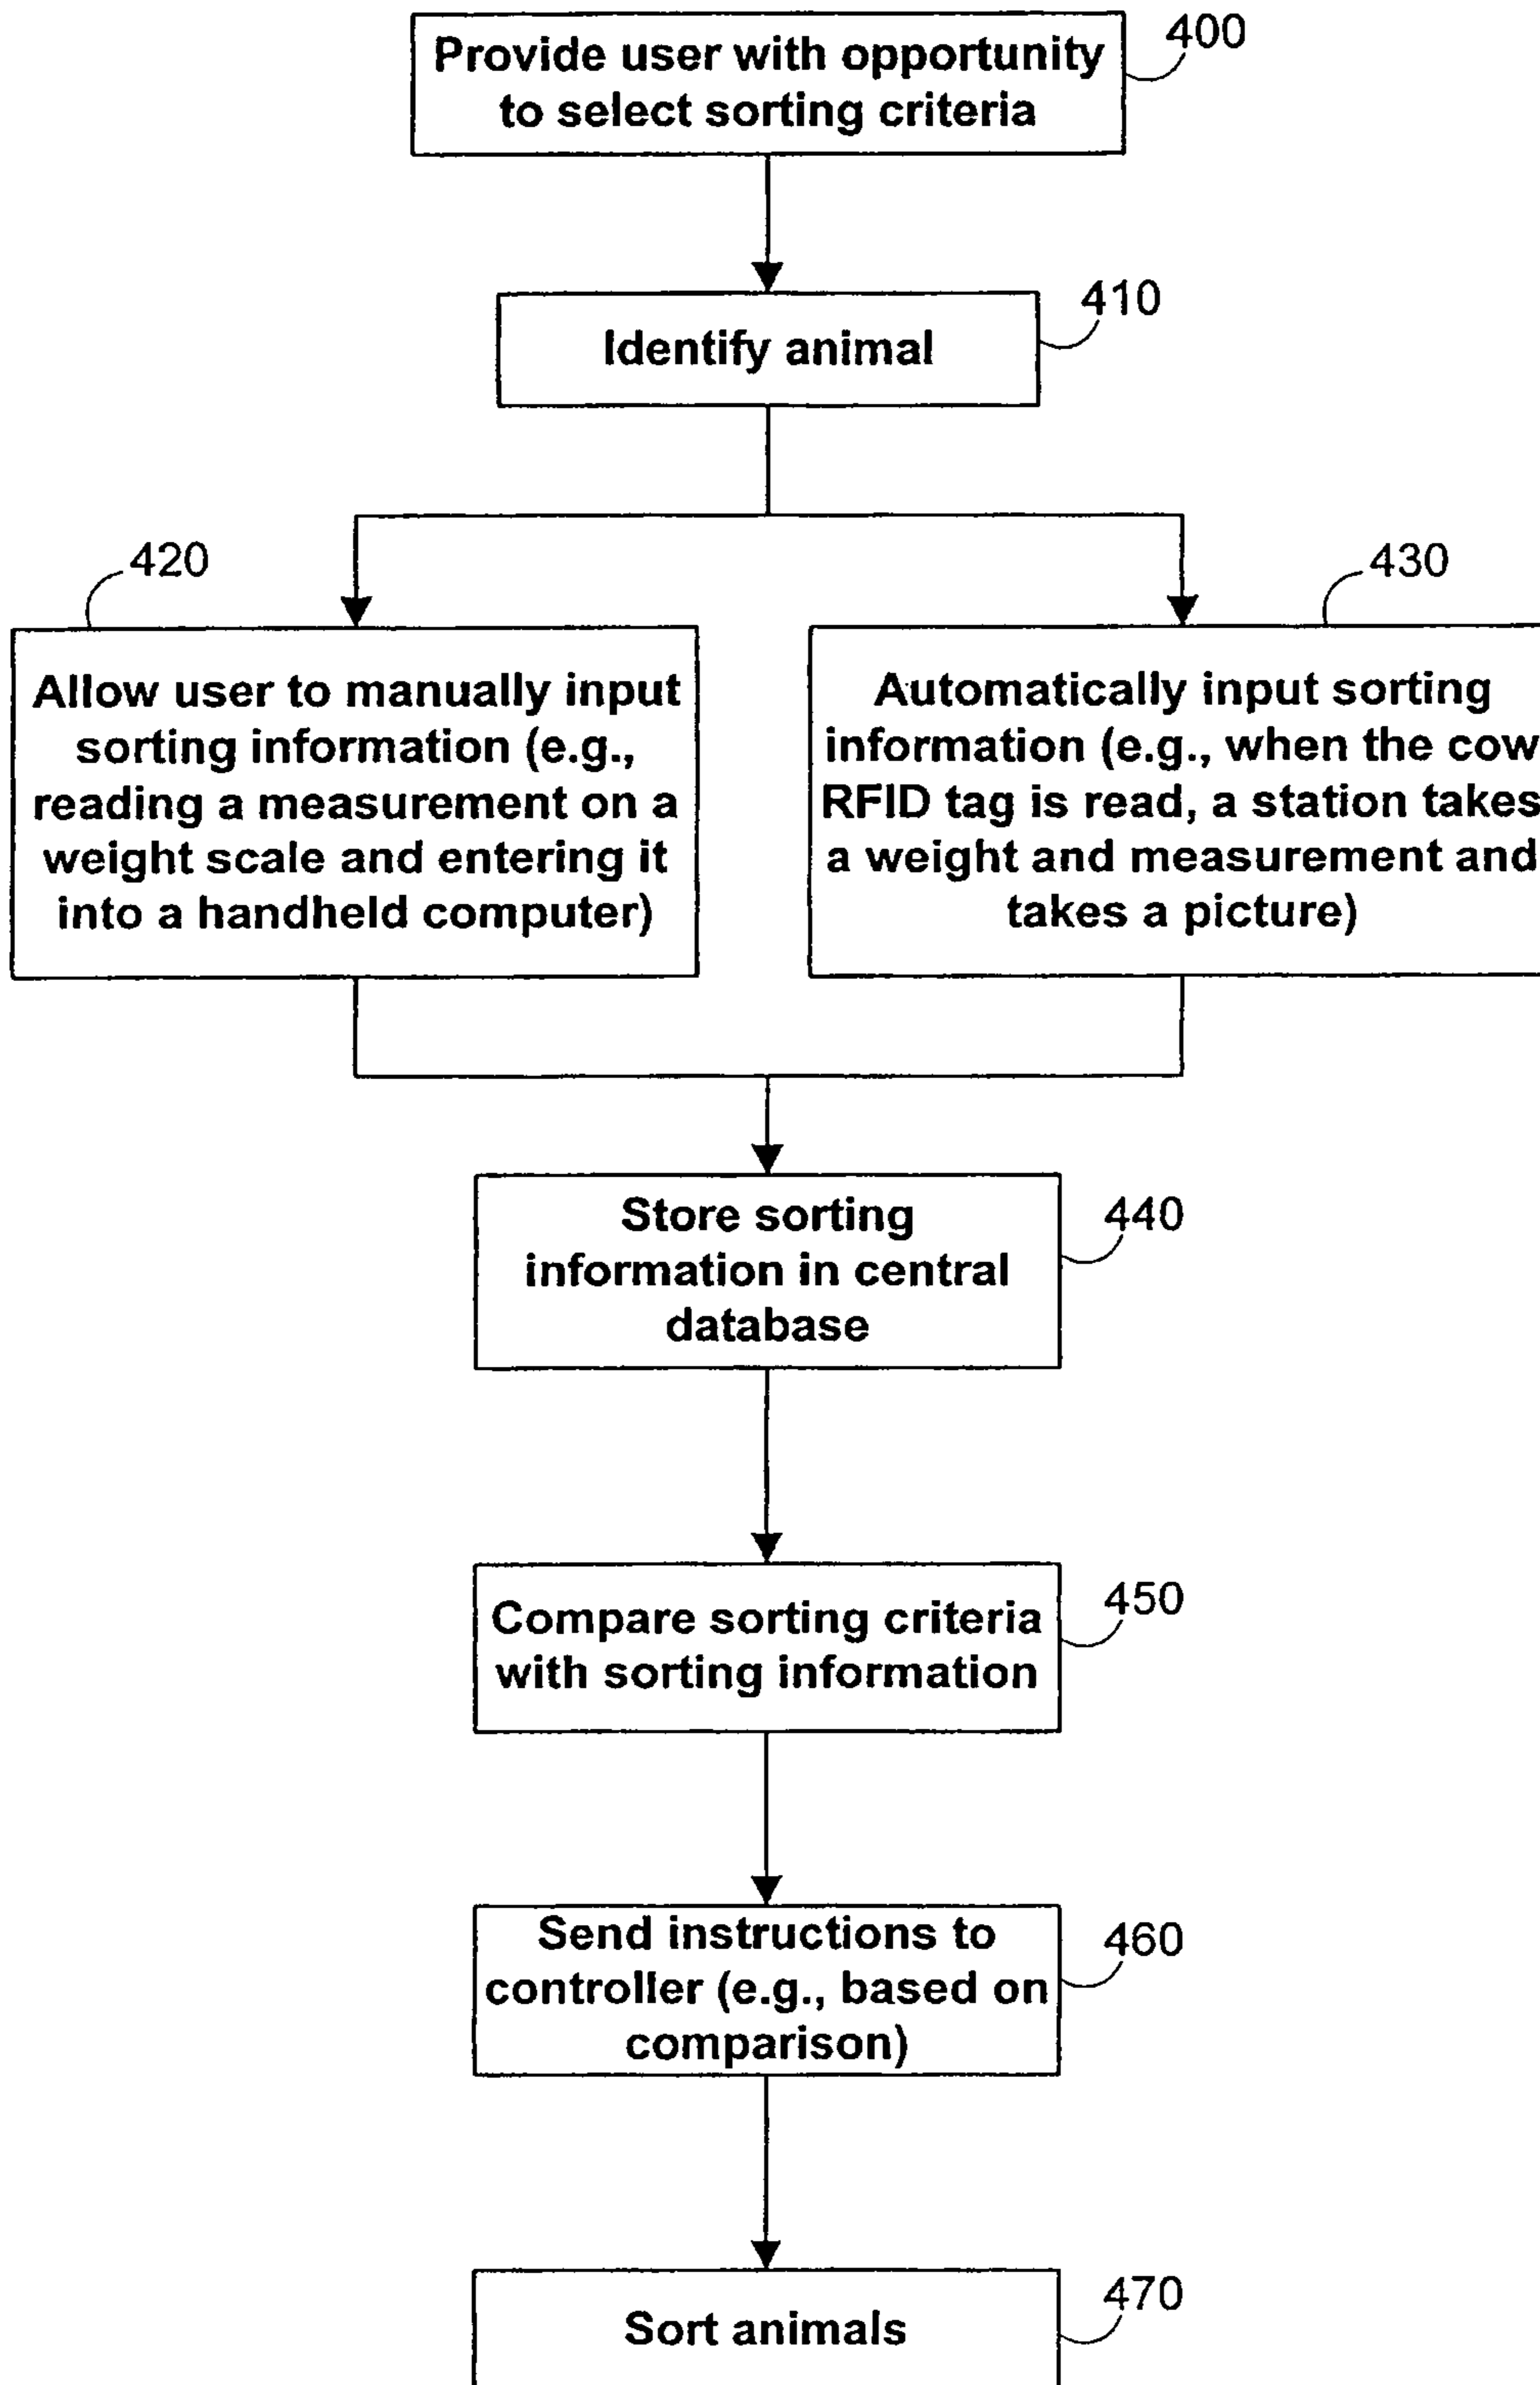 Provide user with opportunity
to select sorting criteria
400
Identify animal
410
420
Allow user to manually input
sorting information (e.g.,
reading a measurement on a
weight scale and entering it
into a handheld computer)
430
Automatically input sorting
information (e.g., when the cow
RFID tag is read, a station takes
a weight and measurement and
takes a picture)
Store sorting
information in central
database
440
Compare sorting criteria
with sorting information
450
Send instructions to
controller (e.g., based on
comparison)
460
Sort animals
470